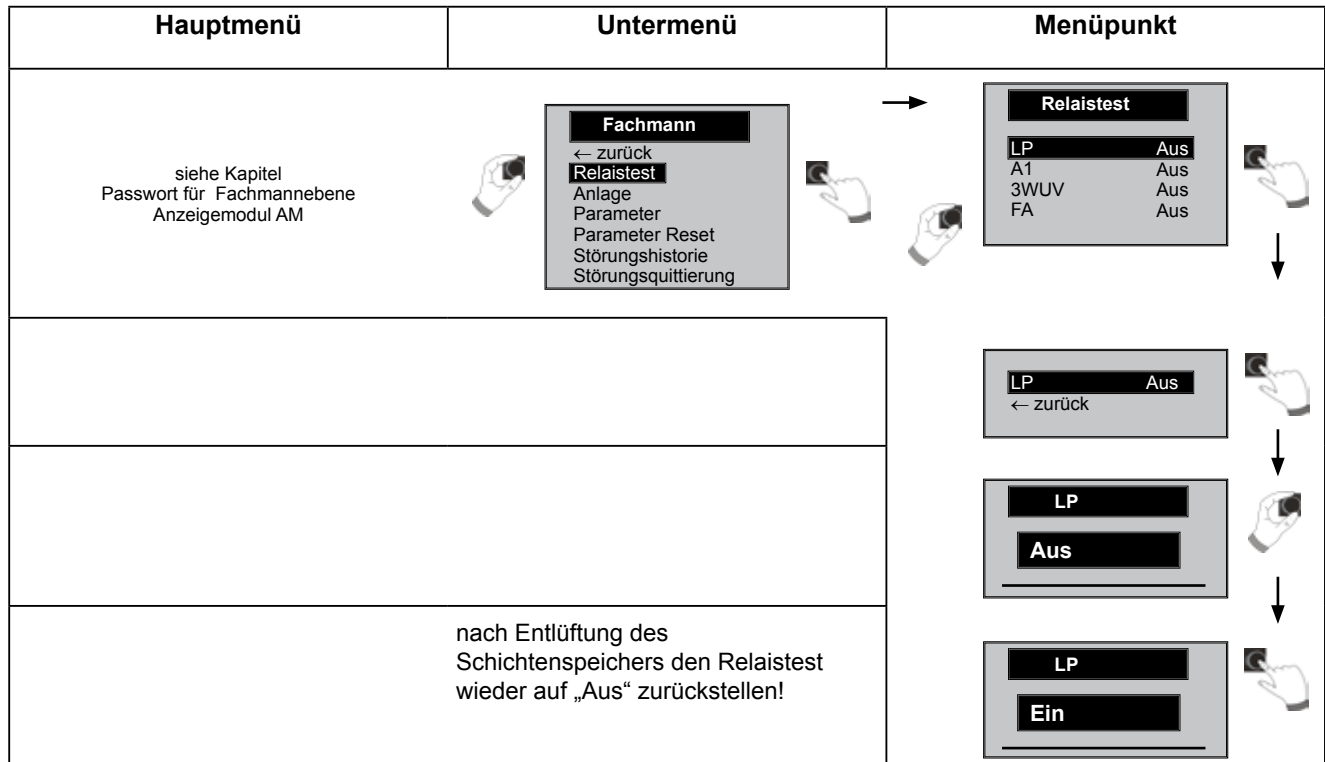 Hauptmenü
Untermenü
Menüpunkt
siehe Kapitel
Passwort für Fachmannebene
Anzeigemodul AM
Fachmann
← zurück
Relaistest
Anlage
Parameter
Parameter Reset
Störungshistorie
Störungsquittierung
Relaistest
LP Aus
A1 Aus
3WUV Aus
FA Aus
LP Aus
← zurück
LP
Aus
nach Entlüftung des
Schichtenspeichers den Relaistest
wieder auf „Aus“ zurückstellen!
LP
Ein